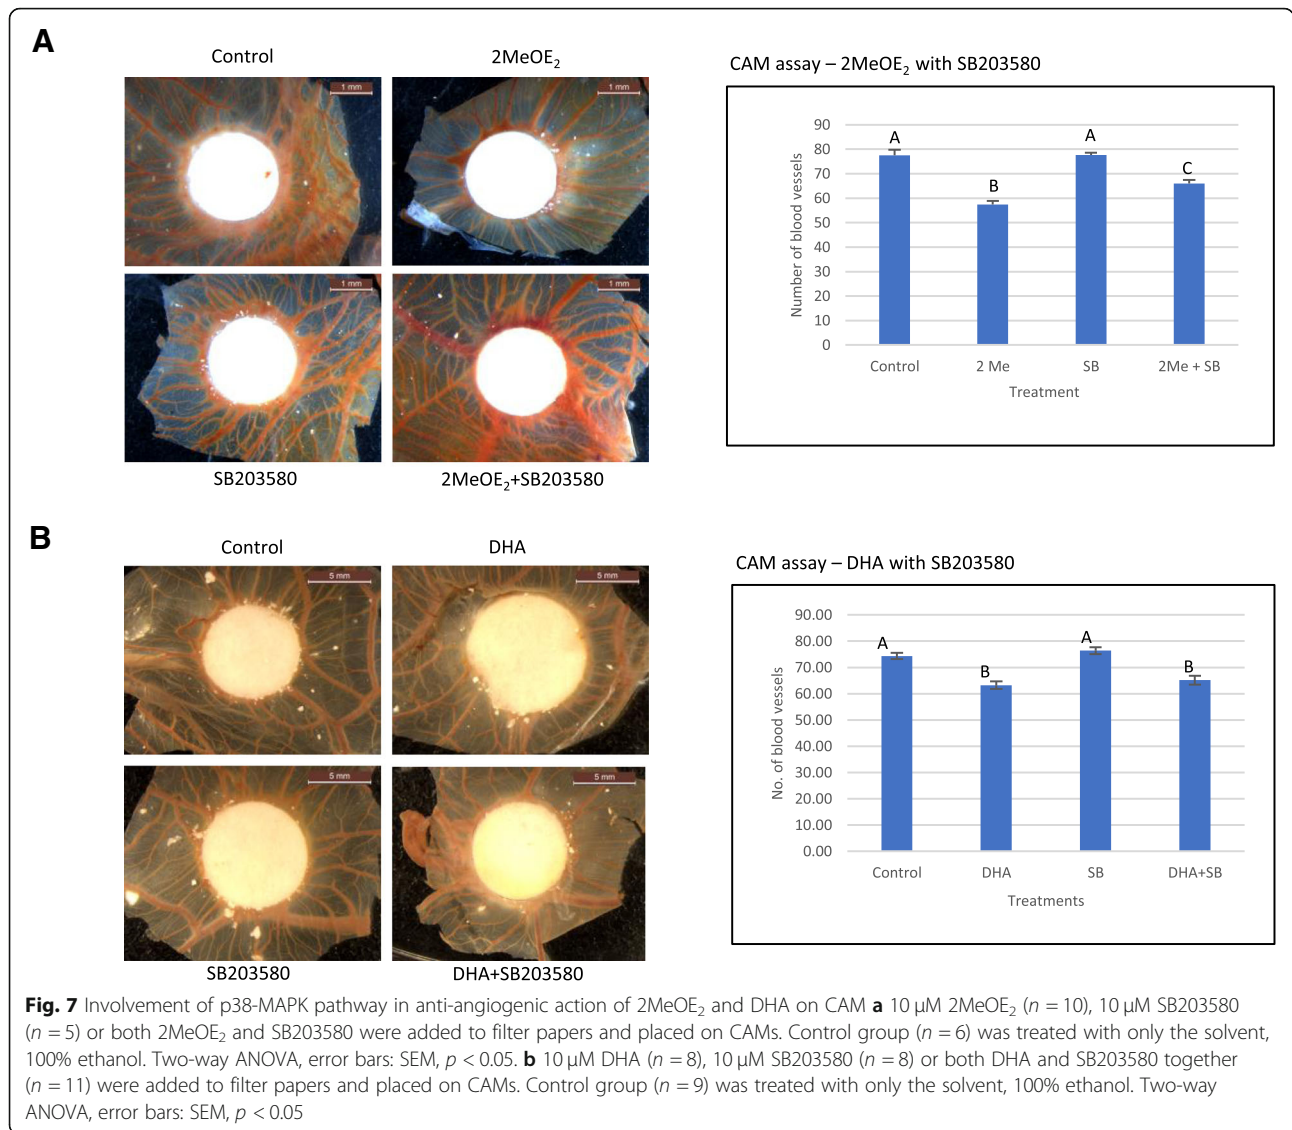 A
Control
2MeOE₂
1 mm
1 mm
1 mm
1 mm
SB203580
2MeOE₂+SB203580
CAM assay – 2MeOE₂ with SB203580
Number of blood vessels
90
80
70
60
50
40
30
20
10
0
A
B
A
C
Control
2 Me
SB
2Me + SB
Treatment
B
Control
DHA
5 mm
5 mm
5 mm
5 mm
SB203580
DHA+SB203580
CAM assay – DHA with SB203580
No. of blood vessels
90.00
80.00
70.00
60.00
50.00
40.00
30.00
20.00
10.00
0.00
A
B
A
B
Control
DHA
SB
DHA+SB
Treatments
Fig. 7 Involvement of p38-MAPK pathway in anti-angiogenic action of 2MeOE₂ and DHA on CAM a 10 μM 2MeOE₂ (n = 10), 10 μM SB203580
(n = 5) or both 2MeOE₂ and SB203580 were added to filter papers and placed on CAMs. Control group (n = 6) was treated with only the solvent,
100% ethanol. Two-way ANOVA, error bars: SEM, p < 0.05. b 10 μM DHA (n = 8), 10 μM SB203580 (n = 8) or both DHA and SB203580 together
(n = 11) were added to filter papers and placed on CAMs. Control group (n = 9) was treated with only the solvent, 100% ethanol. Two-way
ANOVA, error bars: SEM, p < 0.05